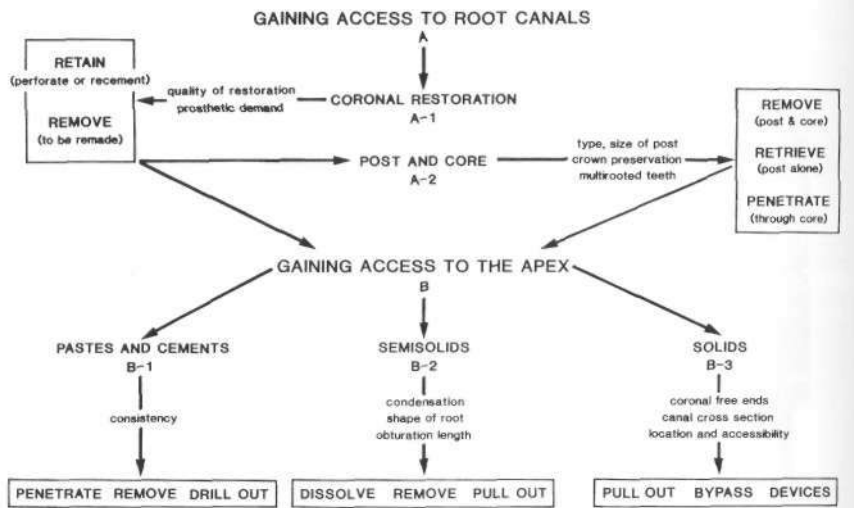 GAINING ACCESS TO ROOT CANALS
A
RETAIN
(perforate or recement)
REMOVE
(to be remade)
quality of restoration
prosthetic demand
CORONAL RESTORATION
A-1
POST AND CORE
A-2
type, size of post
crown preservation
multirooted teeth
REMOVE
(post & core)
RETRIEVE
(post alone)
PENETRATE
(through core)
GAINING ACCESS TO THE APEX
B
PASTES AND CEMENTS
B-1
consistency
PENETRATE REMOVE DRILL OUT
SEMISOLIDS
B-2
condensation
shape of root
obturation length
DISSOLVE REMOVE PULL OUT
SOLIDS
B-3
coronal free ends
canal cross section
location and accessibility
PULL OUT BYPASS DEVICES